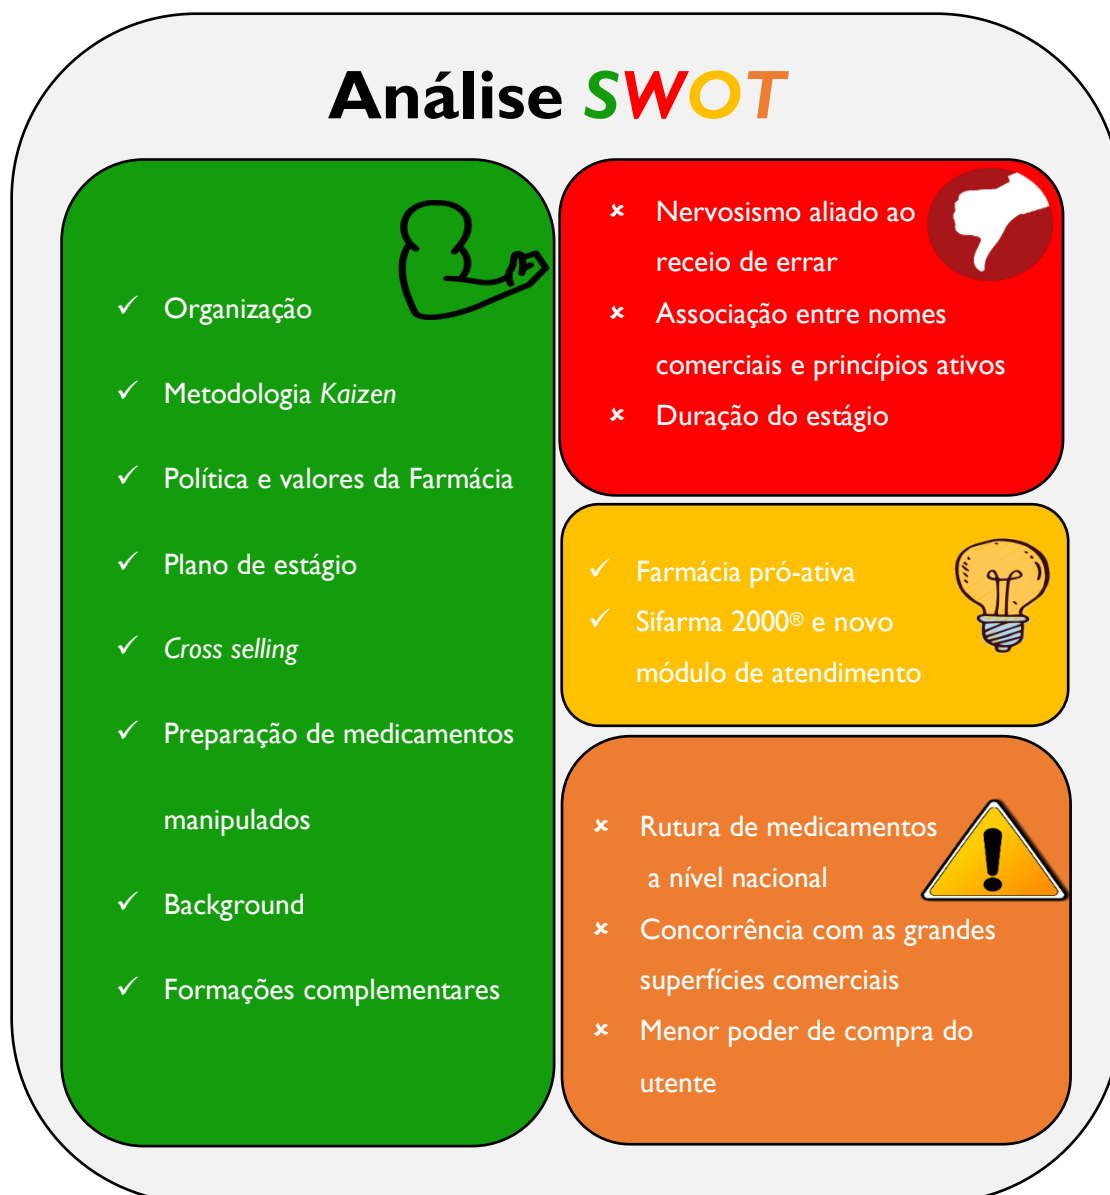 Análise SWOT
✓ Organização
✓ Metodologia Kaizen
✓ Política e valores da Farmácia
✓ Plano de estágio
✓ Cross selling
✓ Preparação de medicamentos
manipulados
✓ Background
✓ Formações complementares
× Nervosismo aliado ao
receio de errar
× Associação entre nomes
comerciais e princípios ativos
× Duração do estágio
✓ Farmácia pró-ativa
✓ Sifarma 2000® e novo
módulo de atendimento
× Rutura de medicamentos
a nível nacional
× Concorrência com as grandes
superfícies comerciais
× Menor poder de compra do
utente